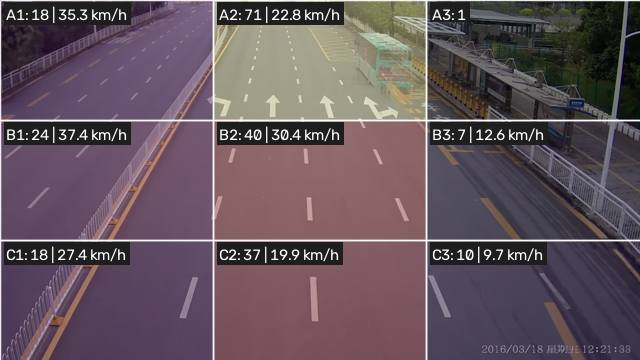 A1: 18 | 35.3 km/h
A2: 71 | 22.8 km/h
A3: 1
B1: 24 | 37.4 km/h
B2: 40 | 30.4 km/h
B3: 7 | 12.6 km/h
C1: 18 | 27.4 km/h
C2: 37 | 19.9 km/h
C3: 10 | 9.7 km/h
2016/03/18 星期五 12:21:33